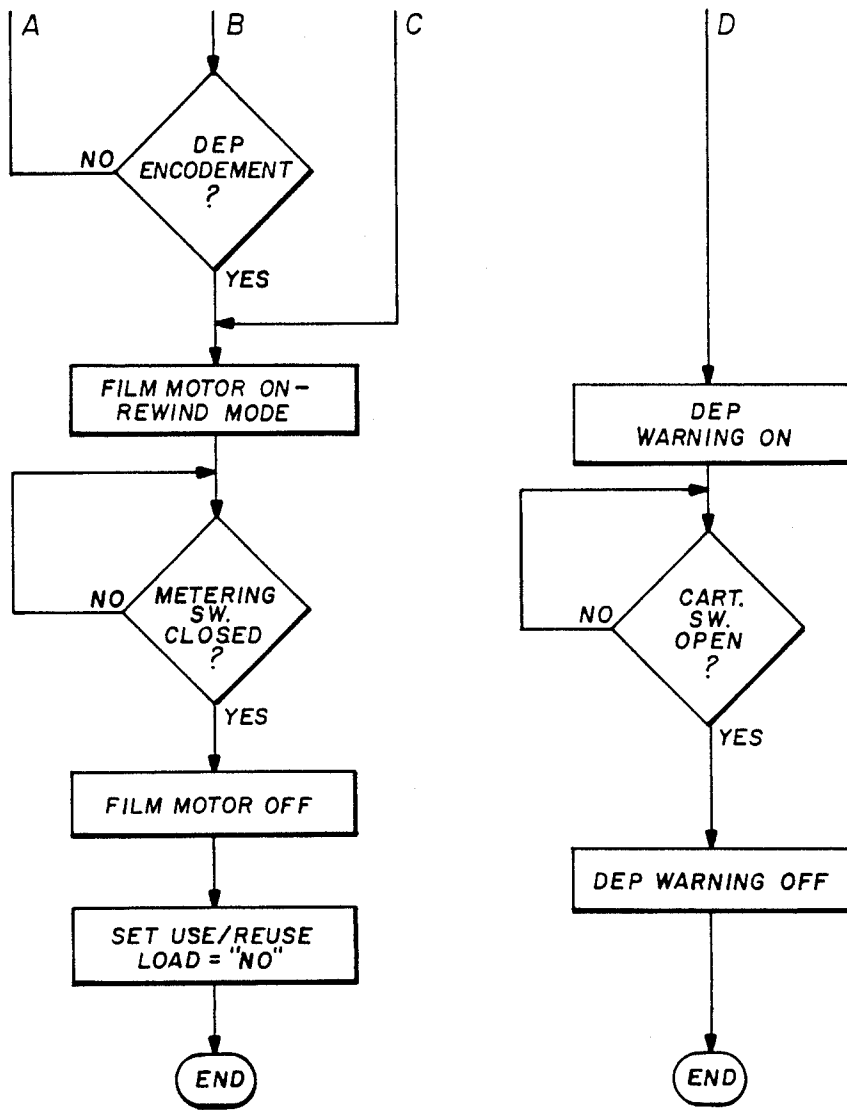 A
B
C
D
DEP
ENCODEMENT
?
NO
YES
FILM MOTOR ON-
REWIND MODE
METERING
SW.
CLOSED
?
NO
YES
FILM MOTOR OFF
SET USE/REUSE
LOAD = "NO"
END
DEP
WARNING ON
CART.
SW.
OPEN
?
NO
YES
DEP WARNING OFF
END